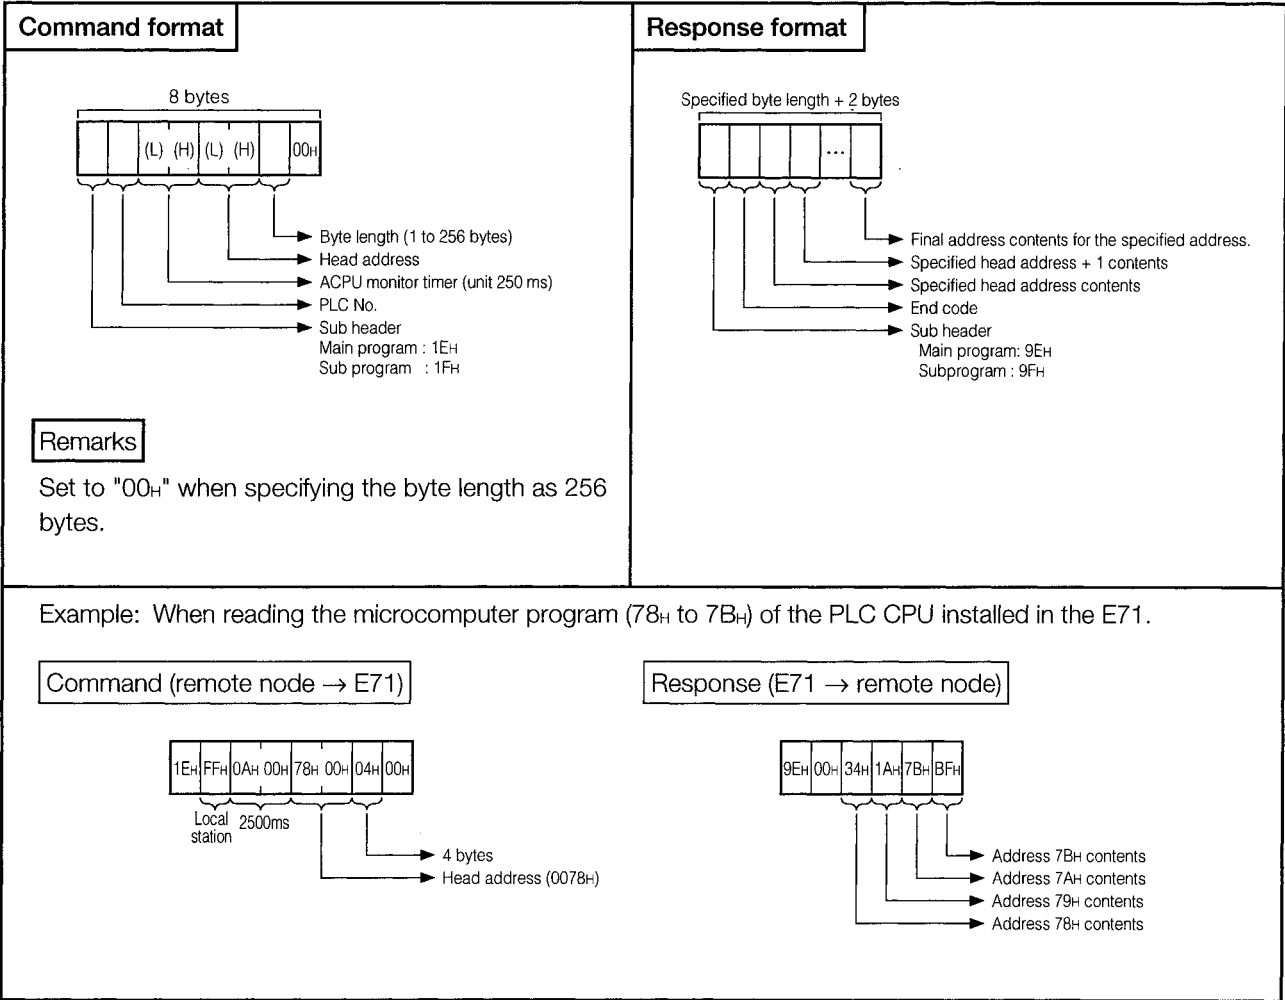 Command format
8 bytes
(L) (H) (L) (H) 00H
Byte length (1 to 256 bytes)
Head address
ACPU monitor timer (unit 250 ms)
PLC No.
Sub header
Main program : 1EH
Sub program : 1FH
Remarks
Set to "00H" when specifying the byte length as 256
bytes.
Response format
Specified byte length + 2 bytes
...
Final address contents for the specified address.
Specified head address + 1 contents
Specified head address contents
End code
Sub header
Main program: 9EH
Subprogram : 9FH
Example: When reading the microcomputer program (78H to 7BH) of the PLC CPU installed in the E71.
Command (remote node → E71)
1EH FFH 0AH 00H 78H 00H 04H 00H
Local 2500ms
station
4 bytes
Head address (0078H)
Response (E71 → remote node)
9EH 00H 34H 1AH 7BH BFH
Address 7BH contents
Address 7AH contents
Address 79H contents
Address 78H contents